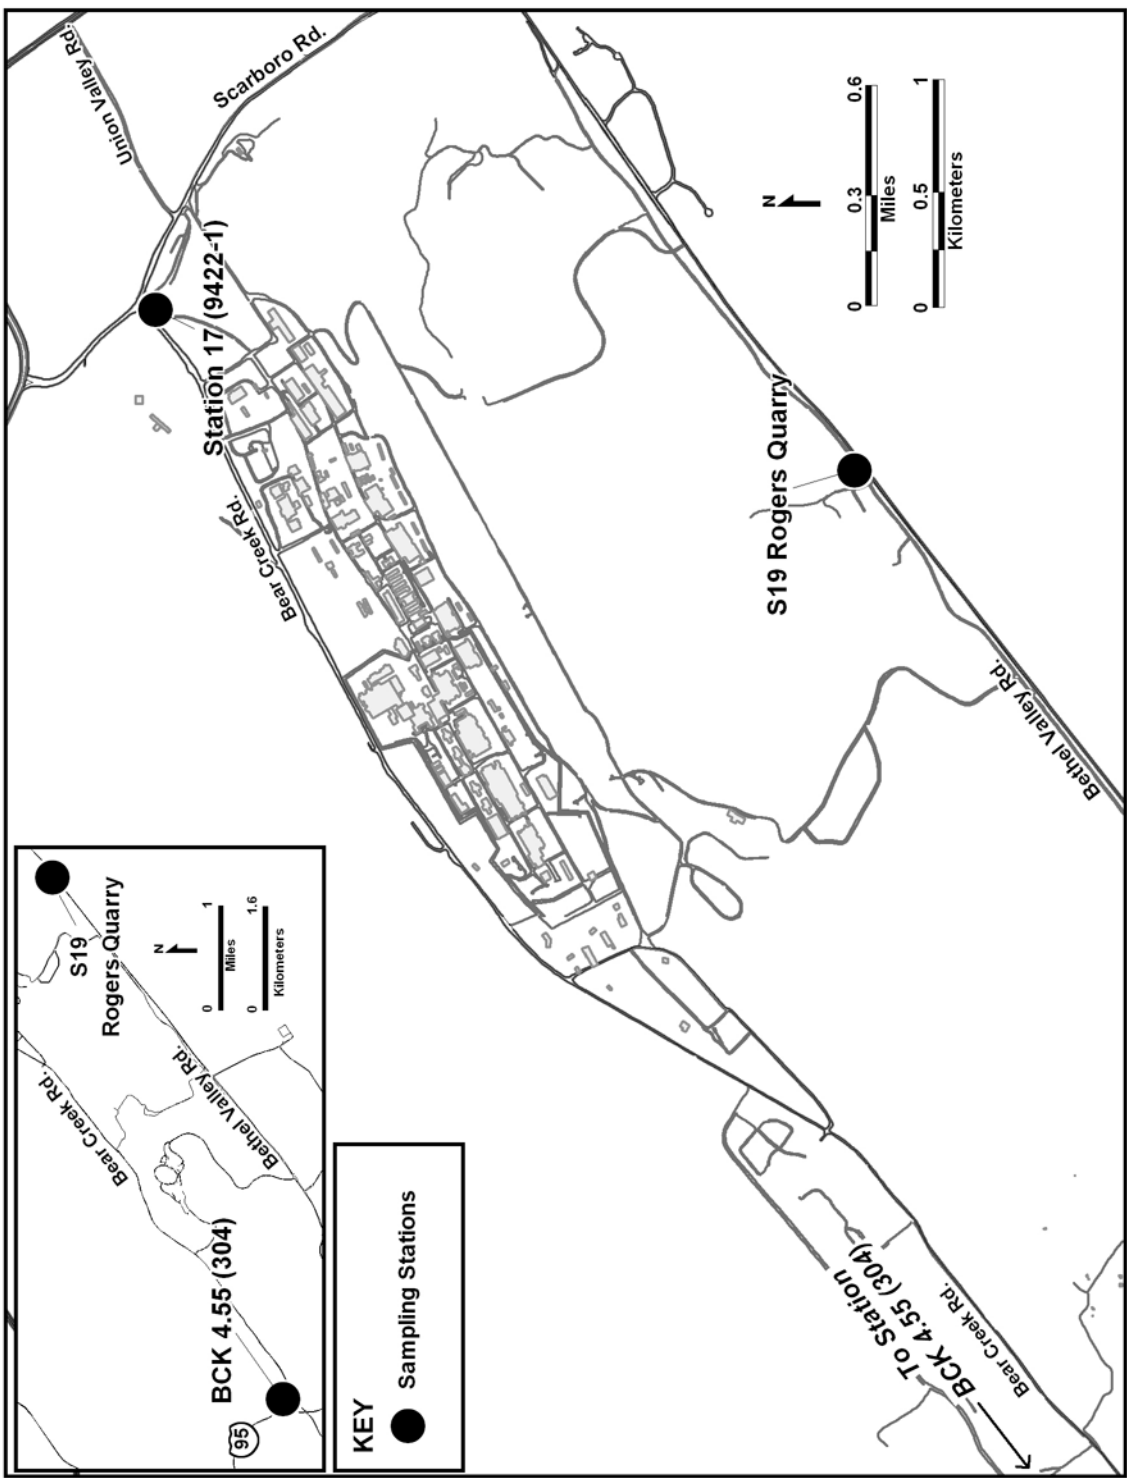 Union Valley Rd.
Scarboro Rd.
Station 17 (9422-1)
Bear Creek Rd.
N
0 0.3 0.6
Miles
0 0.5 1
Kilometers
S19 Rogers Quarry
Bethel Valley Rd.
To Station
BCK 4.55 (304)
Bear Creek Rd.
S19
Rogers Quarry
N
0 1
Miles
0 1.6
Kilometers
Bear Creek Rd.
Bethel Valley Rd.
BCK 4.55 (304)
95
KEY
Sampling Stations